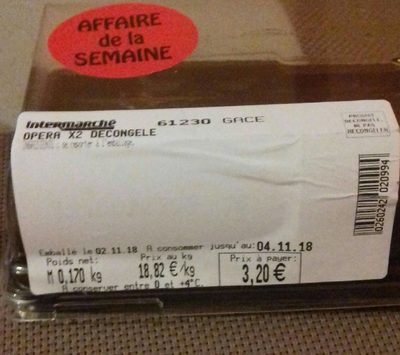 AFFAIRE
de la
SEMAINE
Intermarché 61230 GACE
OPERA X2 DECONGELE
PRODUIT
DECONGELE.
NE PAS
RECONGELER
020994
0260242
Emballé le 02.11.18 A consommer jusqu'au: 04.11.18
Poids net: Prix au kg Prix à payer:
M 0,170 kg 18,82 €/kg 3,20 €
A conserver entre 0 et +4°C.